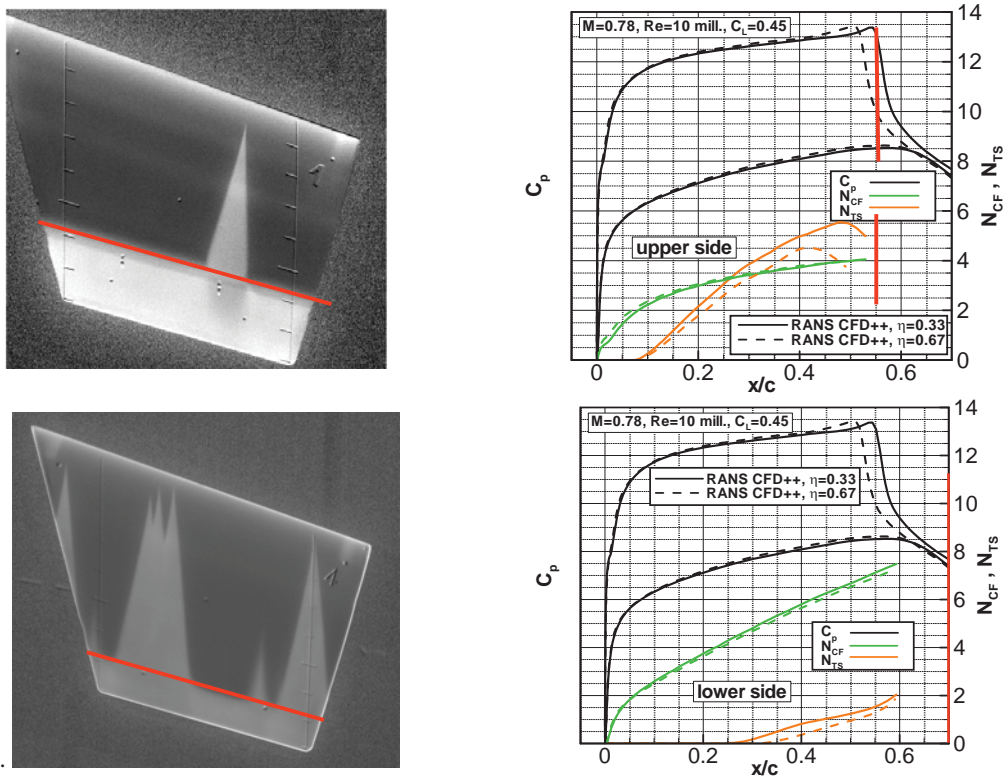 M=0.78, Re=10 mill., C_L=0.45
14
12
10
8
6
4
2
0
C_p
N_CF, N_TS
C_p
N_CF
N_TS
upper side
RANS CFD++, η=0.33
RANS CFD++, η=0.67
0 0.2 0.4 0.6
x/c
M=0.78, Re=10 mill., C_L=0.45
RANS CFD++, η=0.33
RANS CFD++, η=0.67
14
12
10
8
6
4
2
0
C_p
N_CF, N_TS
C_p
N_CF
N_TS
lower side
0 0.2 0.4 0.6
x/c
.